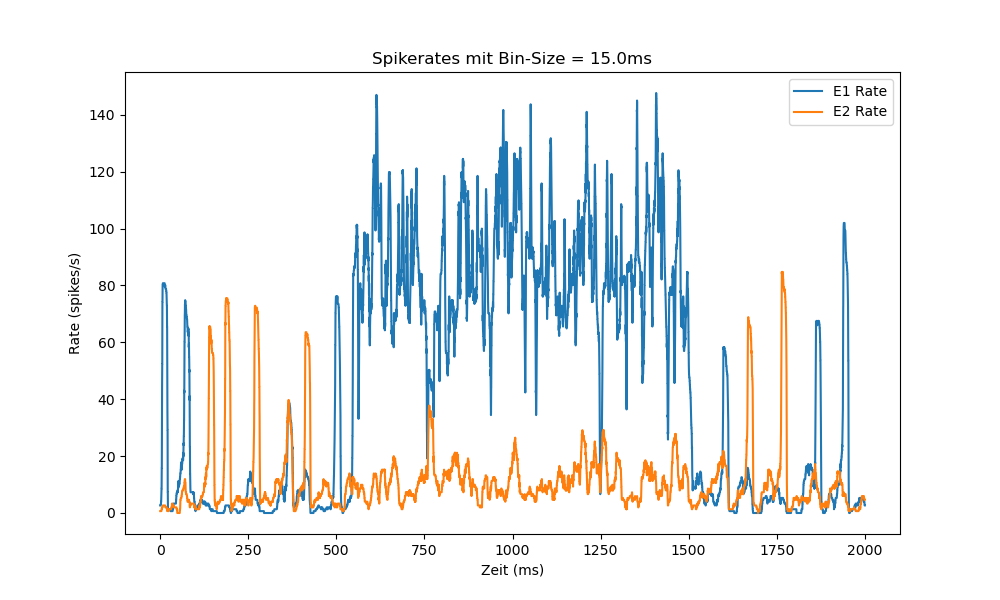 Spikerates mit Bin-Size = 15.0ms
E1 Rate
E2 Rate
Rate (spikes/s)
140
120
100
80
60
40
20
0
0 250 500 750 1000 1250 1500 1750 2000
Zeit (ms)